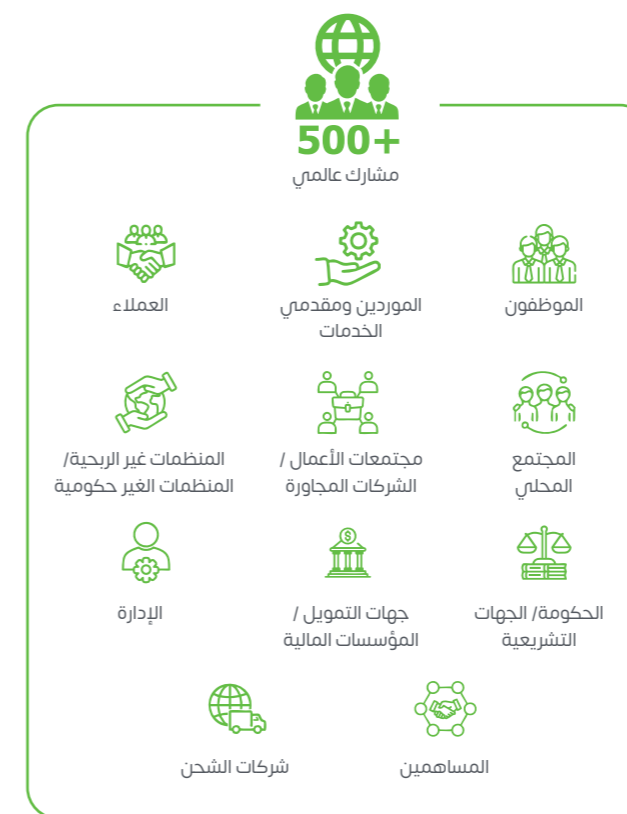 500+
مشارك عالمي
الموظفون
الموردين ومقدمي
الخدمات
العملاء
المجتمع
المحلي
مجتمعات الأعمال /
الشركات المجاورة
المنظمات غير الربحية/
المنظمات الغير حكومية
الحكومة/ الجهات
التشريعية
جهات التمويل /
المؤسسات المالية
الإدارة
المساهمين
شركات الشحن